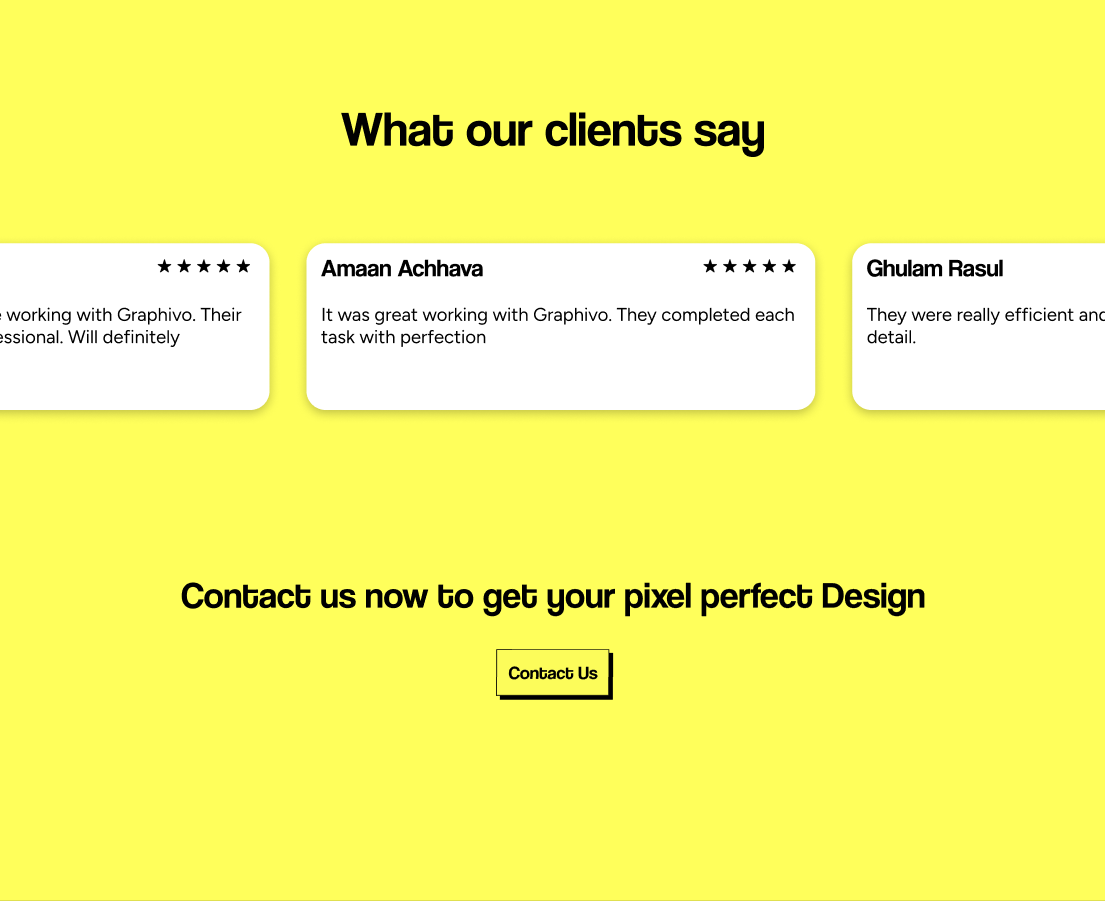 What our clients say
★★★★★
working with Graphivo. Their
Will definitely
Amaan Achhava ★★★★★
It was great working with Graphivo. They completed each
task with perfection
Ghulam Rasul
They were really efficient
detail.
Contact us now to get your pixel perfect Design
Contact Us